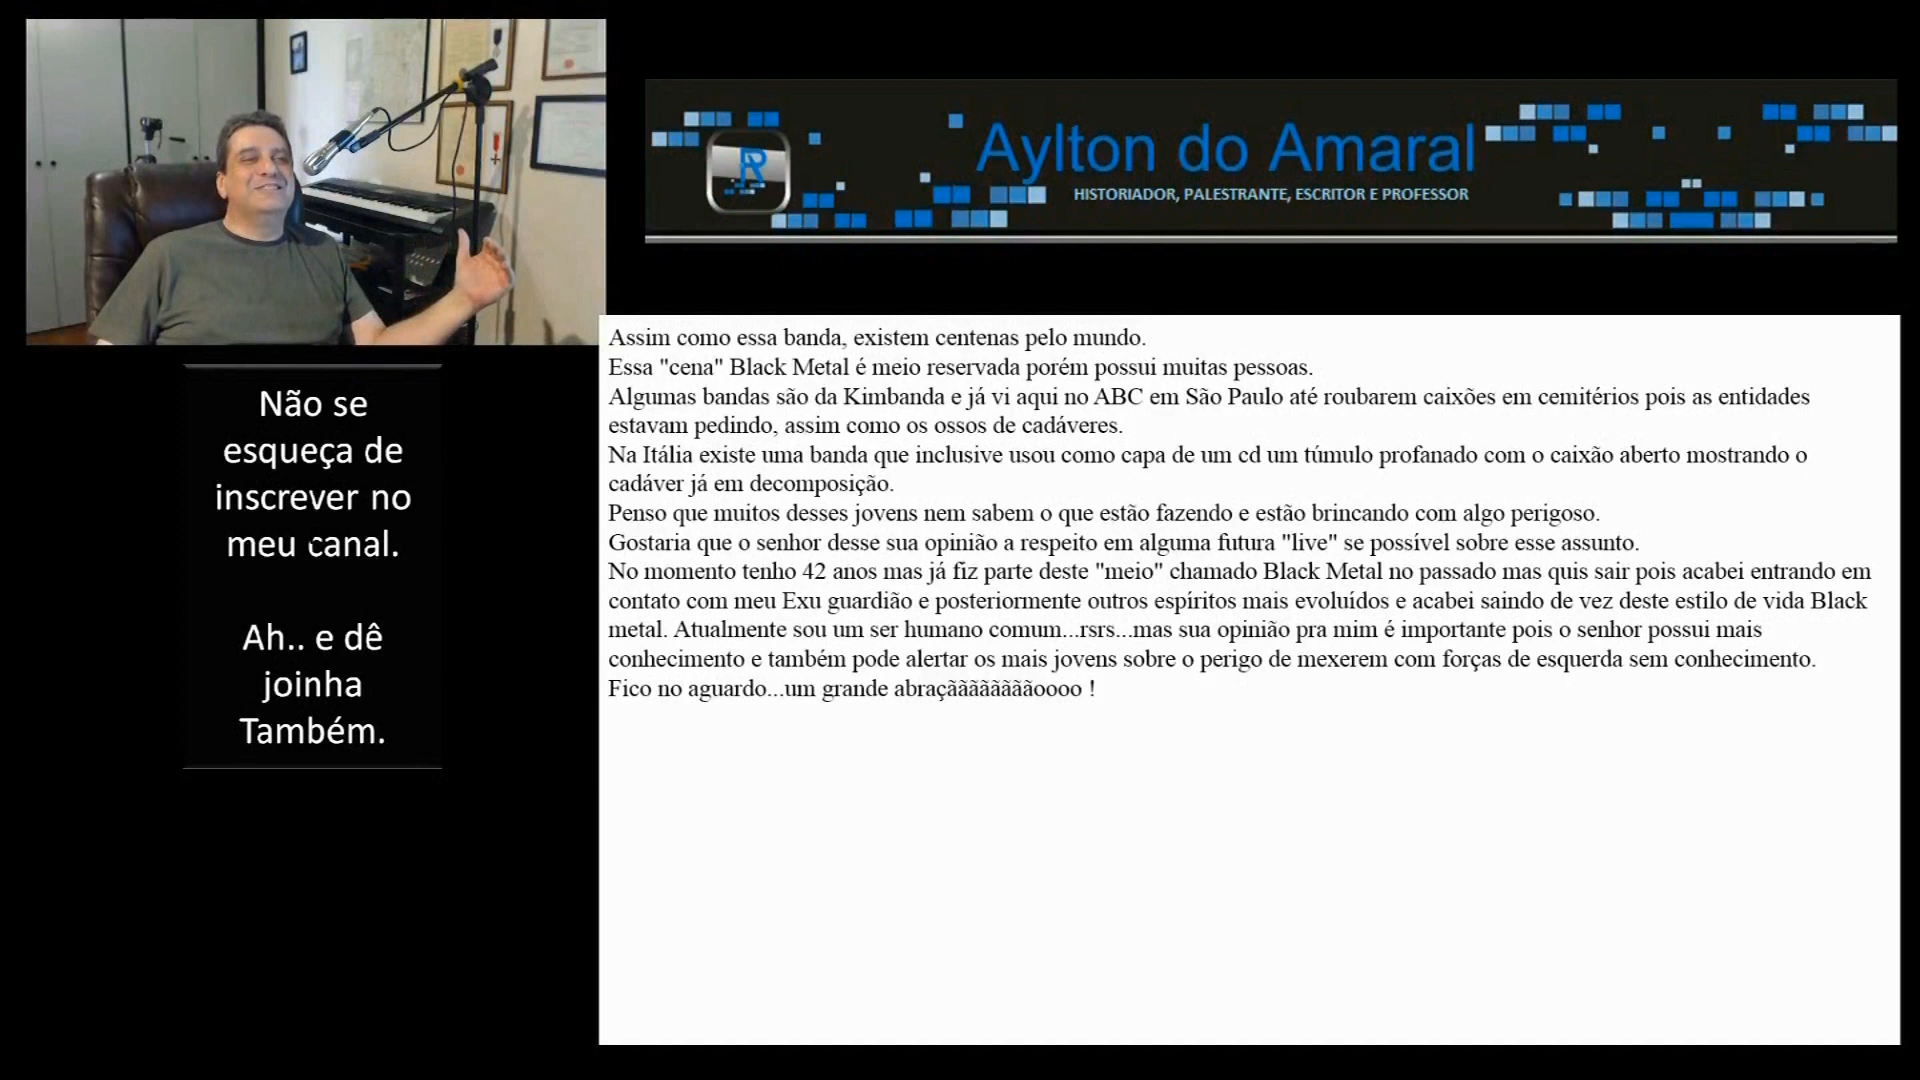 Aylton do Amaral
HISTORIADOR, PALESTRANTE, ESCRITOR E PROFESSOR
Assim como essa banda, existem centenas pelo mundo.
Essa "cena" Black Metal é meio reservada porém possui muitas pessoas.
Algumas bandas são da Kimbanda e já vi aqui no ABC em São Paulo até roubarem caixões em cemitérios pois as entidades
estavam pedindo, assim como os ossos de cadáveres.
Na Itália existe uma banda que inclusive usou como capa de um cd um túmulo profanado com o caixão aberto mostrando o
cadáver já em decomposição.
Penso que muitos desses jovens nem sabem o que estão fazendo e estão brincando com algo perigoso.
Gostaria que o senhor desse sua opinião a respeito em alguma futura "live" se possível sobre esse assunto.
No momento tenho 42 anos mas já fiz parte deste "meio" chamado Black Metal no passado mas quis sair pois acabei entrando em
contato com meu Exu guardião e posteriormente outros espíritos mais evoluídos e acabei saindo de vez deste estilo de vida Black
metal. Atualmente sou um ser humano comum...rsrs...mas sua opinião pra mim é importante pois o senhor possui mais
conhecimento e também pode alertar os mais jovens sobre o perigo de mexerem com forças de esquerda sem conhecimento.
Fico no aguardo...um grande abraçããããããããoooo !
Não se
esqueça de
inscrever no
meu canal.
Ah.. e dê
joinha
Também.